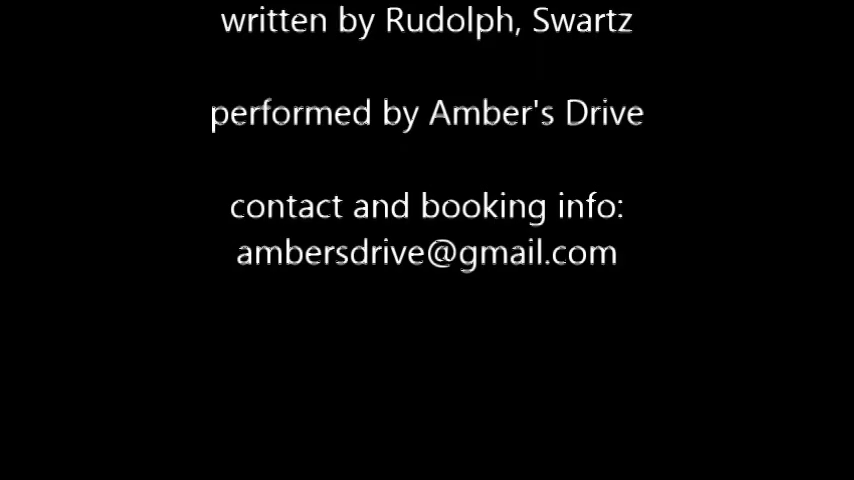 written by Rudolph, Swartz
performed by Amber's Drive
contact and booking info:
ambersdrive@gmail.com